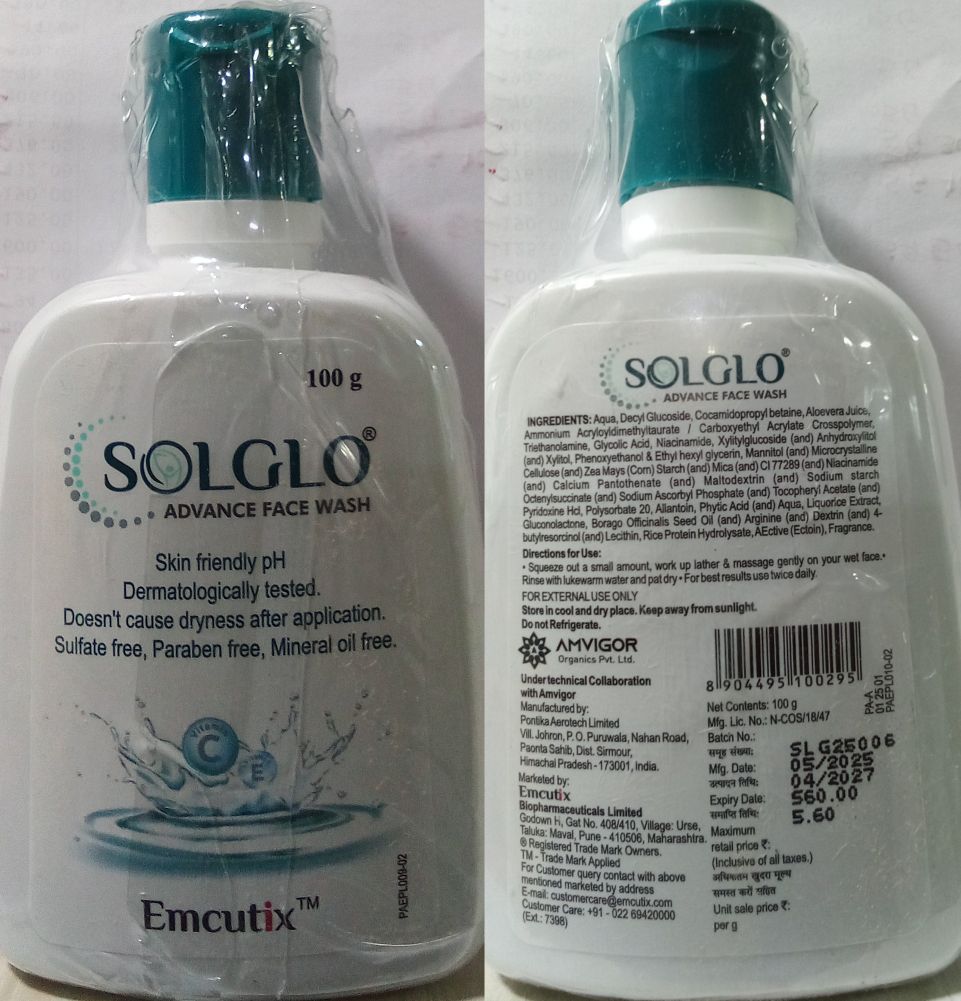 100 g
SOLGLO®
ADVANCE FACE WASH
Skin friendly pH
Dermatologically tested.
Doesn't cause dryness after application.
Sulfate free, Paraben free, Mineral oil free.
Vitamin
C
E
Emcutix™
PAEPL009-02
SOLGLO®
ADVANCE FACE WASH
INGREDIENTS: Aqua, Decyl Glucoside, Cocamidopropyl betaine, Aloevera Juice,
Ammonium Acryloyldimethyltaurate / Carboxyethyl Acrylate Crosspolymer,
Triethanolamine, Glycolic Acid, Niacinamide, Xylitylglucoside (and) Anhydroxylitol
(and) Xylitol, Phenoxyethanol & Ethyl hexyl glycerin, Mannitol (and) Microcrystalline
Cellulose (and) Zea Mays (Corn) Starch (and) Mica (and) CI 77289 (and) Niacinamide
(and) Calcium Pantothenate (and) Maltodextrin (and) Sodium starch
Octenylsuccinate (and) Sodium Ascorbyl Phosphate (and) Tocopheryl Acetate (and)
Pyridoxine Hcl, Polysorbate 20, Allantoin, Phytic Acid (and) Aqua, Liquorice Extract,
Gluconolactone, Borago Officinalis Seed Oil (and) Arginine (and) Dextrin (and) 4-
butylresorcinol (and) Lecithin, Rice Protein Hydrolysate, AEctive (Ectoin), Fragrance.
Directions for Use:
• Squeeze out a small amount, work up lather & massage gently on your wet face.•
Rinse with lukewarm water and pat dry • For best results use twice daily.
FOR EXTERNAL USE ONLY
Store in cool and dry place. Keep away from sunlight.
Do not Refrigerate.
AMVIGOR
Organics Pvt. Ltd.
Under technical Collaboration
with Amvigor
Manufactured by:
Pontika Aerotech Limited
Vill. Johron, P. O. Puruwala, Nahan Road,
Paonta Sahib, Dist. Sirmour,
Himachal Pradesh - 173001, India.
Marketed by:
Emcutix
Biopharmaceuticals Limited
Godown H, Gat No. 408/410, Village: Urse,
Taluka: Maval, Pune - 410506, Maharashtra.
® Registered Trade Mark Owners.
TM - Trade Mark Applied
For Customer query contact with above
mentioned marketed by address
E-mail: customercare@emcutix.com
Customer Care: +91 - 022 69420000
(Ext.: 7398)
8 904495 100295
PA-A
01 25 01
PAEPL010-02
Net Contents: 100 g
Mfg. Lic. No.: N-COS/18/47
Batch No.: SLG25006
समूह संख्या:
Mfg. Date: 05/2025
उत्पादन तिथि: 04/2027
Expiry Date: 560.00
समाप्ति तिथि: 5.60
Maximum
retail price ₹:
(Inclusive of all taxes.)
अधिकतम खुदरा मूल्य
समस्त करों सहित
Unit sale price ₹:
per g